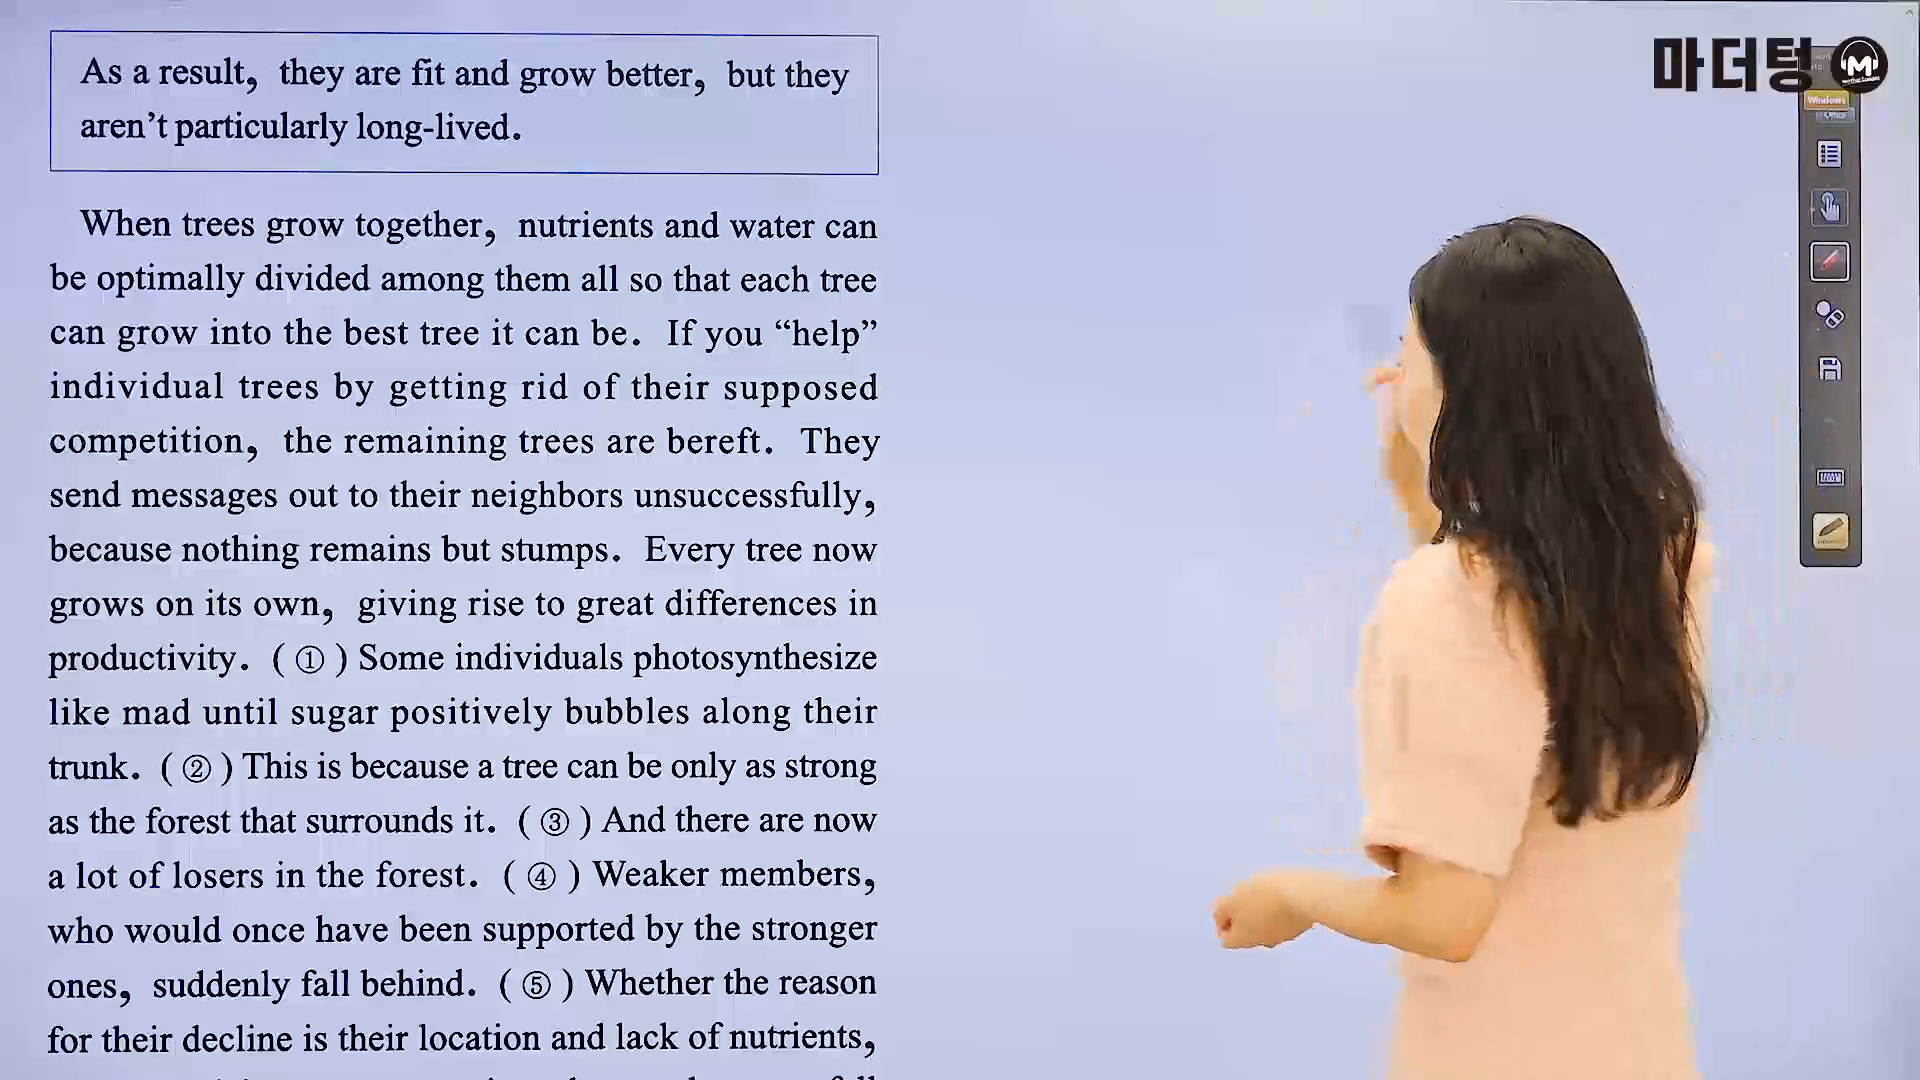 마더텅
As a result, they are fit and grow better, but they
aren't particularly long-lived.
When trees grow together, nutrients and water can
be optimally divided among them all so that each tree
can grow into the best tree it can be. If you “help”
individual trees by getting rid of their supposed
competition, the remaining trees are bereft. They
send messages out to their neighbors unsuccessfully,
because nothing remains but stumps. Every tree now
grows on its own, giving rise to great differences in
productivity. ( ① ) Some individuals photosynthesize
like mad until sugar positively bubbles along their
trunk. ( ② ) This is because a tree can be only as strong
as the forest that surrounds it. ( ③ ) And there are now
a lot of losers in the forest. ( ④ ) Weaker members,
who would once have been supported by the stronger
ones, suddenly fall behind. ( ⑤ ) Whether the reason
for their decline is their location and lack of nutrients,
Windows
Office